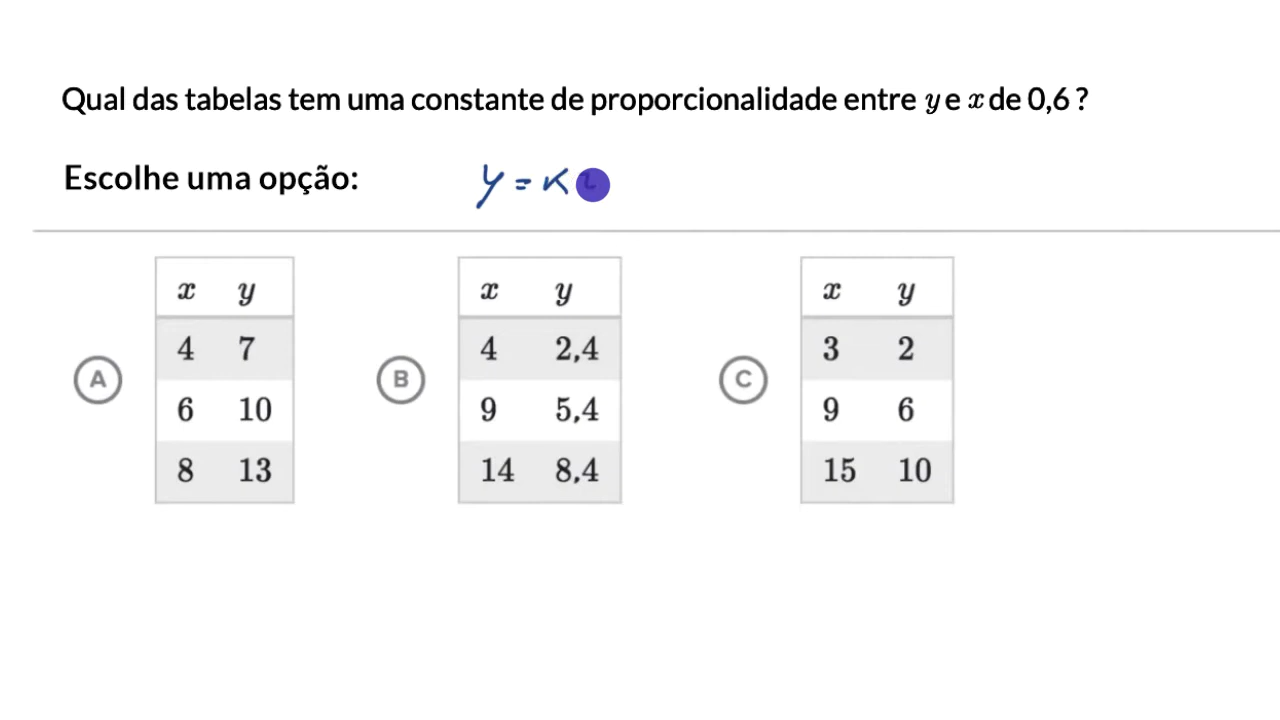 Qual das tabelas tem uma constante de proporcionalidade entre y e x de 0,6 ?
Escolhe uma opção:
y = K
A
x y
4 7
6 10
8 13
B
x y
4 2,4
9 5,4
14 8,4
C
x y
3 2
9 6
15 10